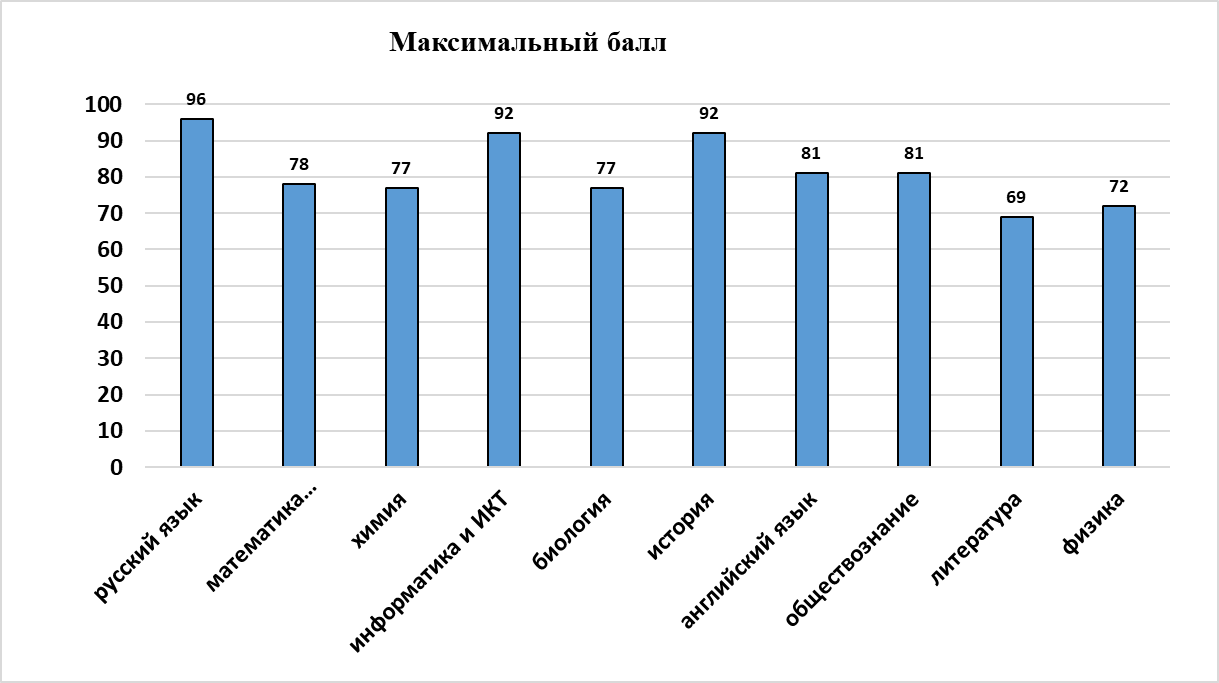 Максимальный балл
100
90
80
70
60
50
40
30
20
10
0
96
78
77
92
77
92
81
81
69
72
русский язык
математика...
химия
информатика и ИКТ
биология
история
английский язык
обществознание
литература
физика